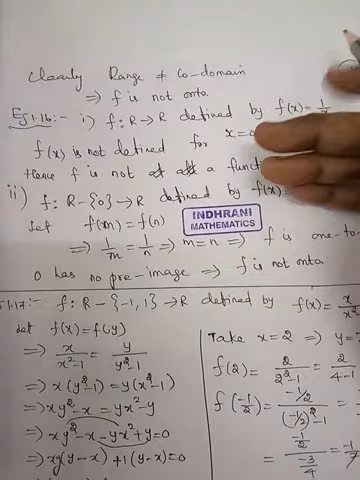 Clearly Range ≠ Co-domain
⇒ f is not onto.
Eg 1.16:- i) f: R → R defined by f(x) = 1/x
f(x) is not defined for x=0
Hence f is not a functi
ii) f: R - {0} → R defined by f(x) =
Let f(m) = f(n)
INDHRANI
MATHEMATICS
⇒ 1/m = 1/n ⇒ m = n ⇒ f is one-to-
0 has no pre-image ⇒ f is not onto.
1.17:- f: R - {-1, 1} → R defined by f(x) = x/x²
Let f(x) = f(y)
⇒ x/x²-1 = y/y²-1
⇒ x(y²-1) = y(x²-1)
⇒ xy² - x = yx² - y
⇒ xy² - x - yx² + y = 0
⇒ xy(y-x) + 1(y-x) = 0
Take x = 2 ⇒ y =
f(2) = 2/2²-1 = 2/4-1
f(-1/2) = -1/2/(-1/2)²-1 =
= -1/2/-3/4 =